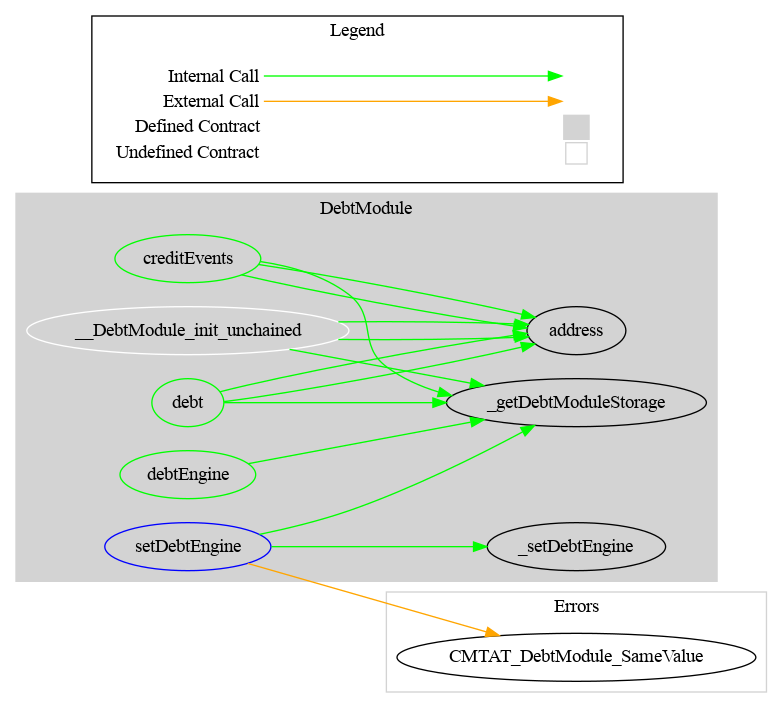 Legend
Internal Call
External Call
Defined Contract
Undefined Contract
DebtModule
creditEvents
__DebtModule_init_unchained
address
debt
_getDebtModuleStorage
debtEngine
setDebtEngine
_setDebtEngine
Errors
CMTAT_DebtModule_SameValue